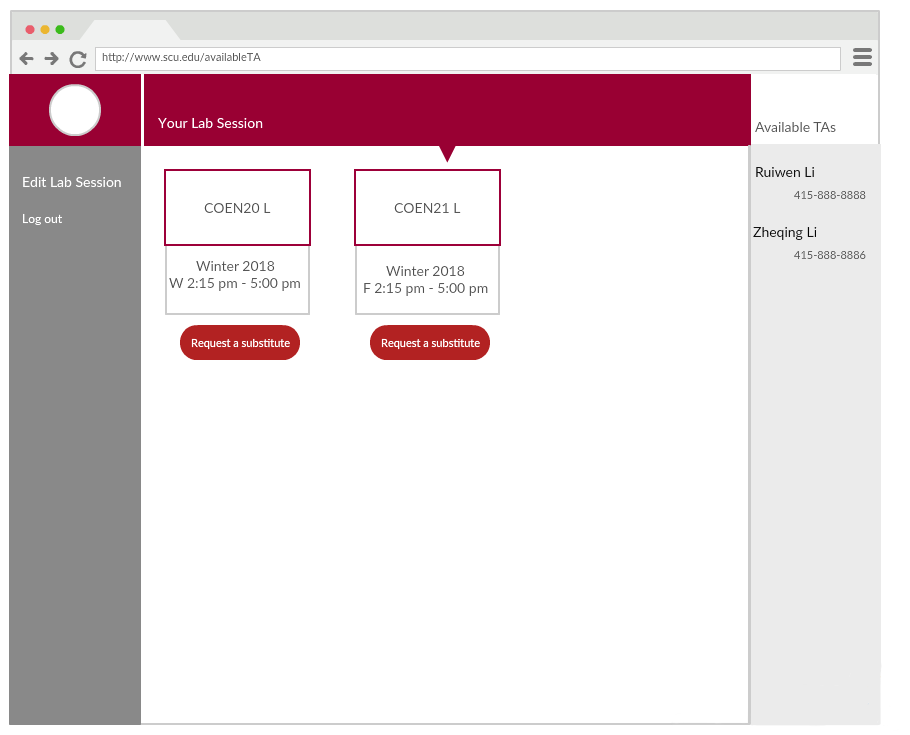 http://www.scu.edu/availableTA
Your Lab Session
Available TAs
Edit Lab Session
Log out
COEN20 L
Winter 2018
W 2:15 pm - 5:00 pm
Request a substitute
COEN21 L
Winter 2018
F 2:15 pm - 5:00 pm
Request a substitute
Ruiwen Li
415-888-8888
Zheqing Li
415-888-8886